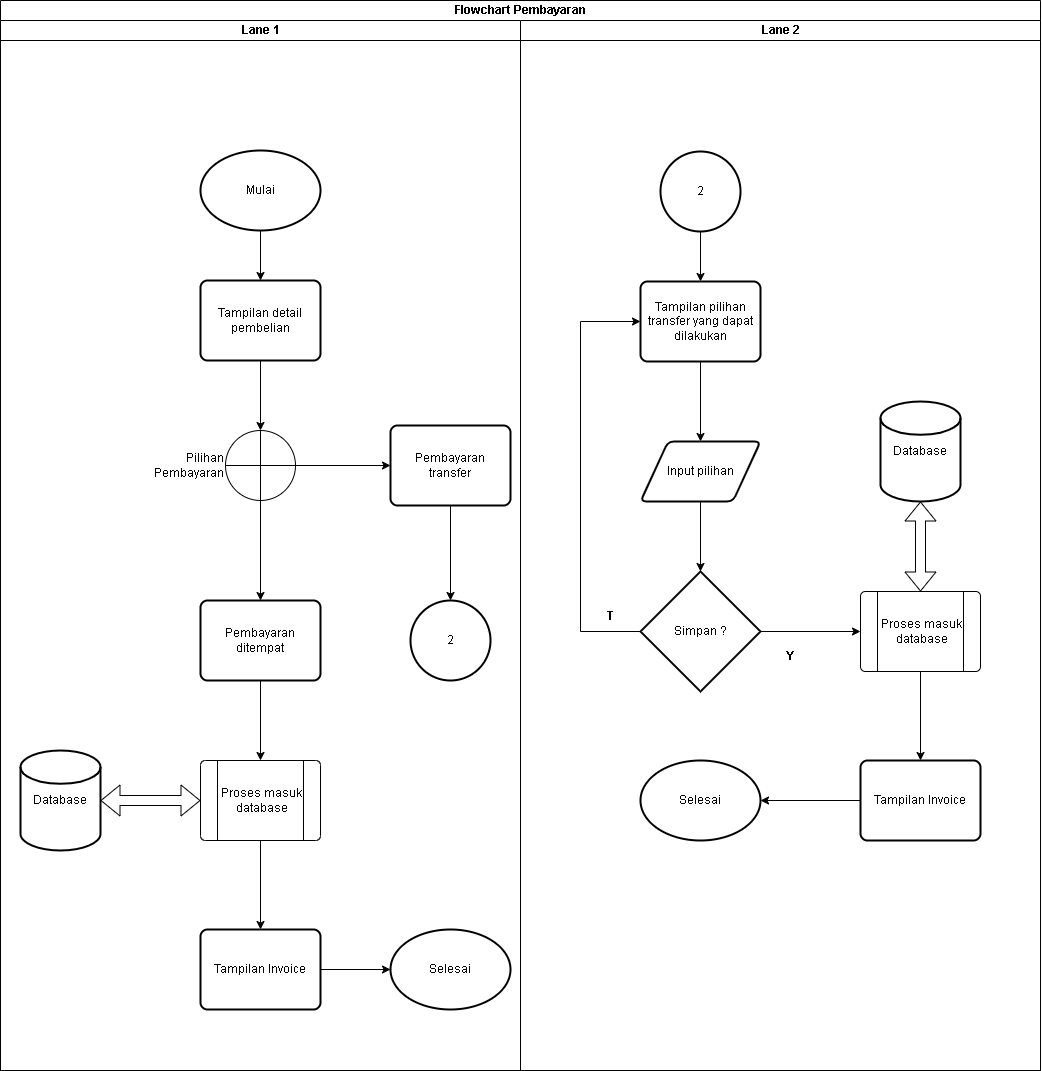 Flowchart Pembayaran
Lane 1
Mulai
Tampilan detail
pembelian
Pilihan
Pembayaran
Pembayaran
transfer
Pembayaran
ditempat
2
Database
Proses masuk
database
Tampilan Invoice
Selesai
Lane 2
2
Tampilan pilihan
transfer yang dapat
dilakukan
Input pilihan
Database
T
Simpan ?
Y
Proses masuk
database
Selesai
Tampilan Invoice